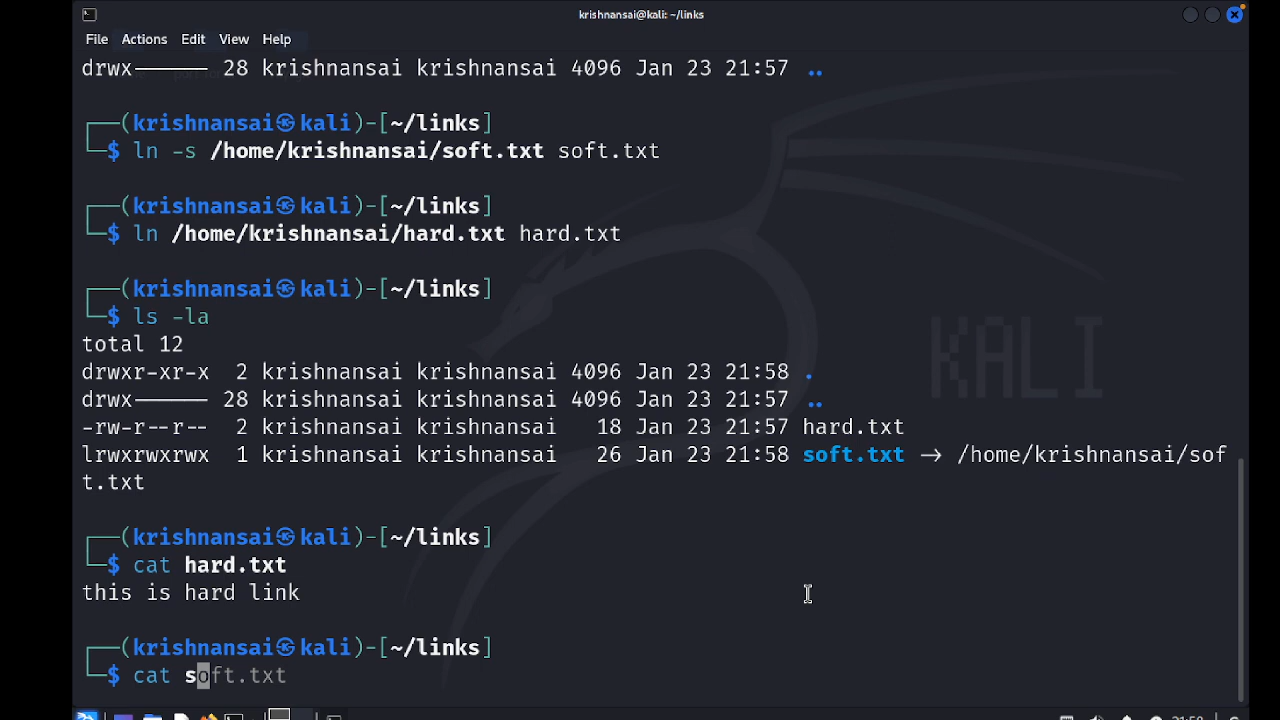 krishnansai@kali: ~/links
File Actions Edit View Help
drwx------ 28 krishnansai krishnansai 4096 Jan 23 21:57 ..
┌──(krishnansai㉿kali)-[~/links]
└─$ ln -s /home/krishnansai/soft.txt soft.txt
┌──(krishnansai㉿kali)-[~/links]
└─$ ln /home/krishnansai/hard.txt hard.txt
┌──(krishnansai㉿kali)-[~/links]
└─$ ls -la
total 12
drwxr-xr-x 2 krishnansai krishnansai 4096 Jan 23 21:58 .
drwx------ 28 krishnansai krishnansai 4096 Jan 23 21:57 ..
-rw-r--r-- 2 krishnansai krishnansai 18 Jan 23 21:57 hard.txt
lrwxrwxrwx 1 krishnansai krishnansai 26 Jan 23 21:58 soft.txt → /home/krishnansai/sof
t.txt
KALI
┌──(krishnansai㉿kali)-[~/links]
└─$ cat hard.txt
this is hard link
┌──(krishnansai㉿kali)-[~/links]
└─$ cat soft.txt